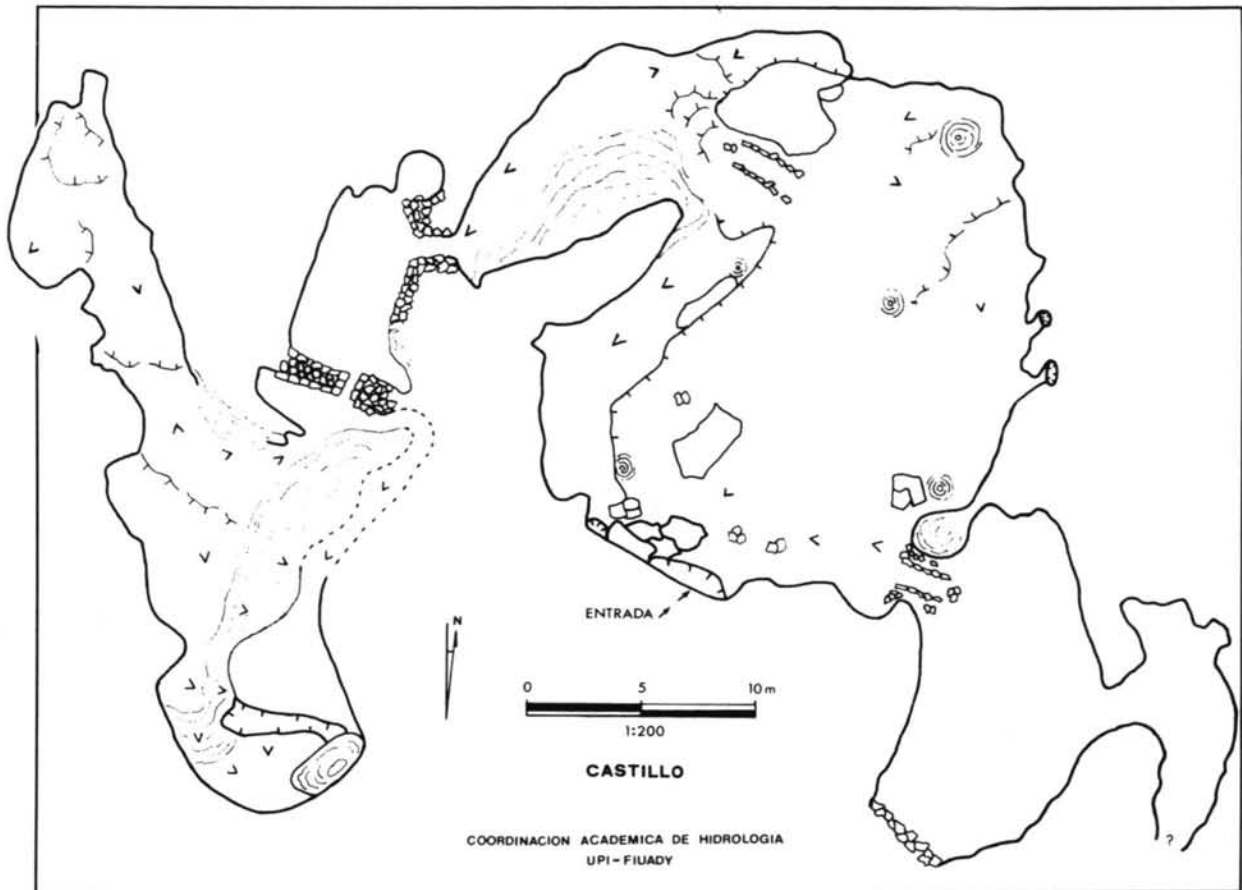 ENTRADA
N
0 5 10 m
1:200
CASTILLO
COORDINACION ACADEMICA DE HIDROLOGIA
UPI - FIUADY
?